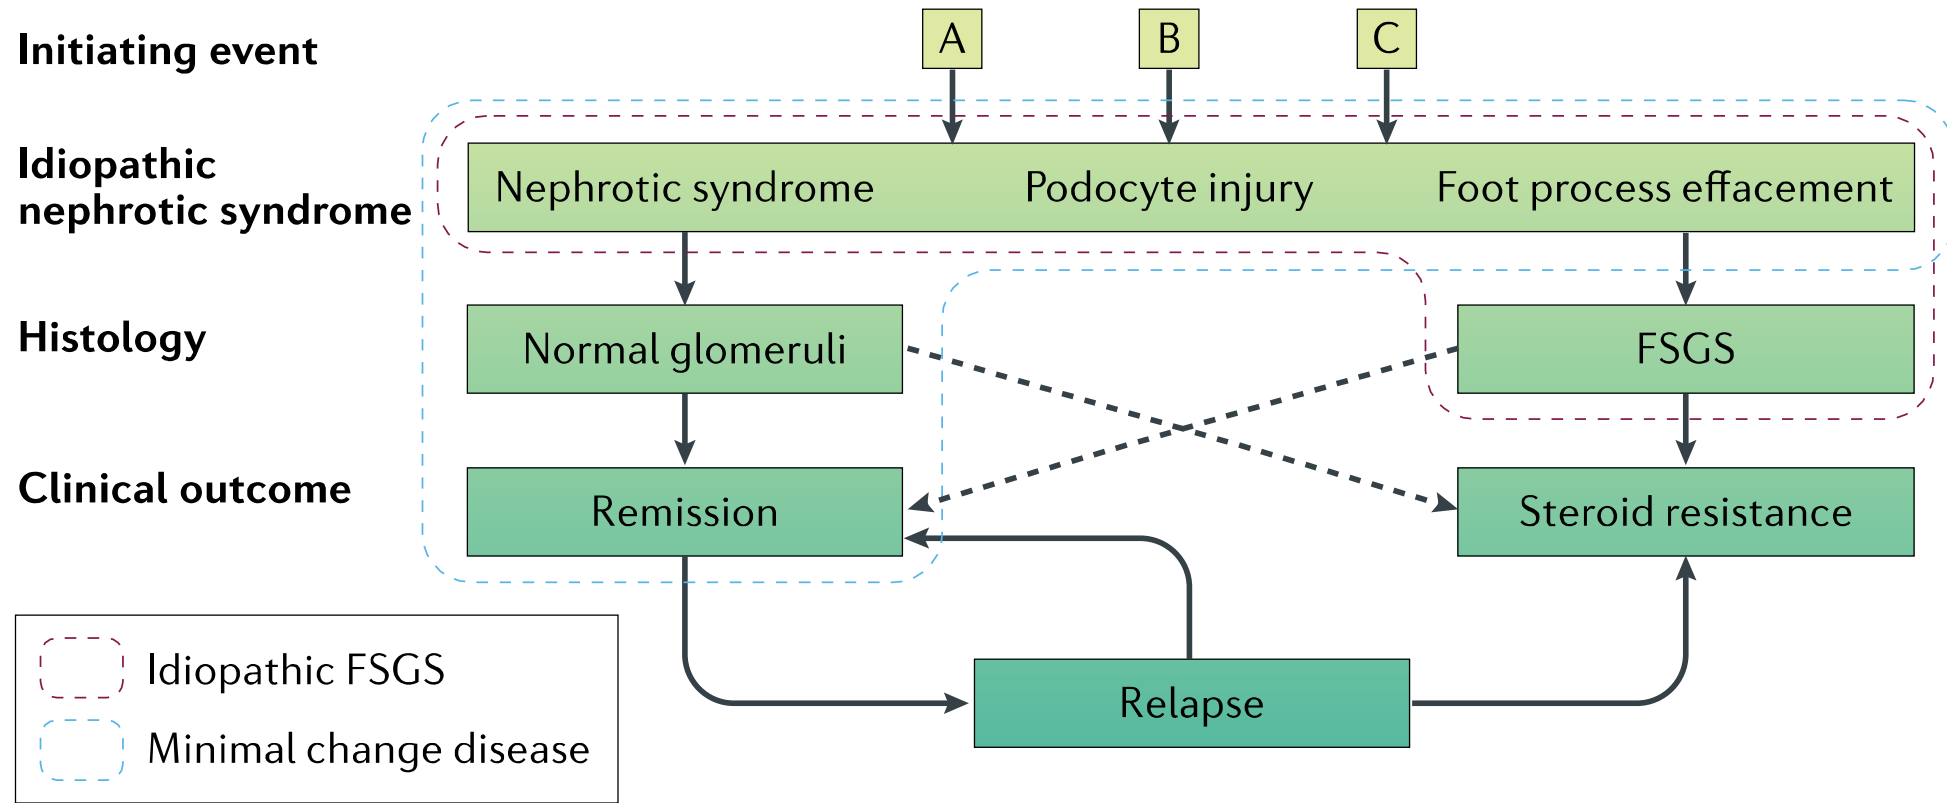 Initiating event
A B C
Idiopathic
nephrotic syndrome
Nephrotic syndrome Podocyte injury Foot process effacement
Histology
Normal glomeruli FSGS
Clinical outcome
Remission Steroid resistance
Relapse
Idiopathic FSGS
Minimal change disease